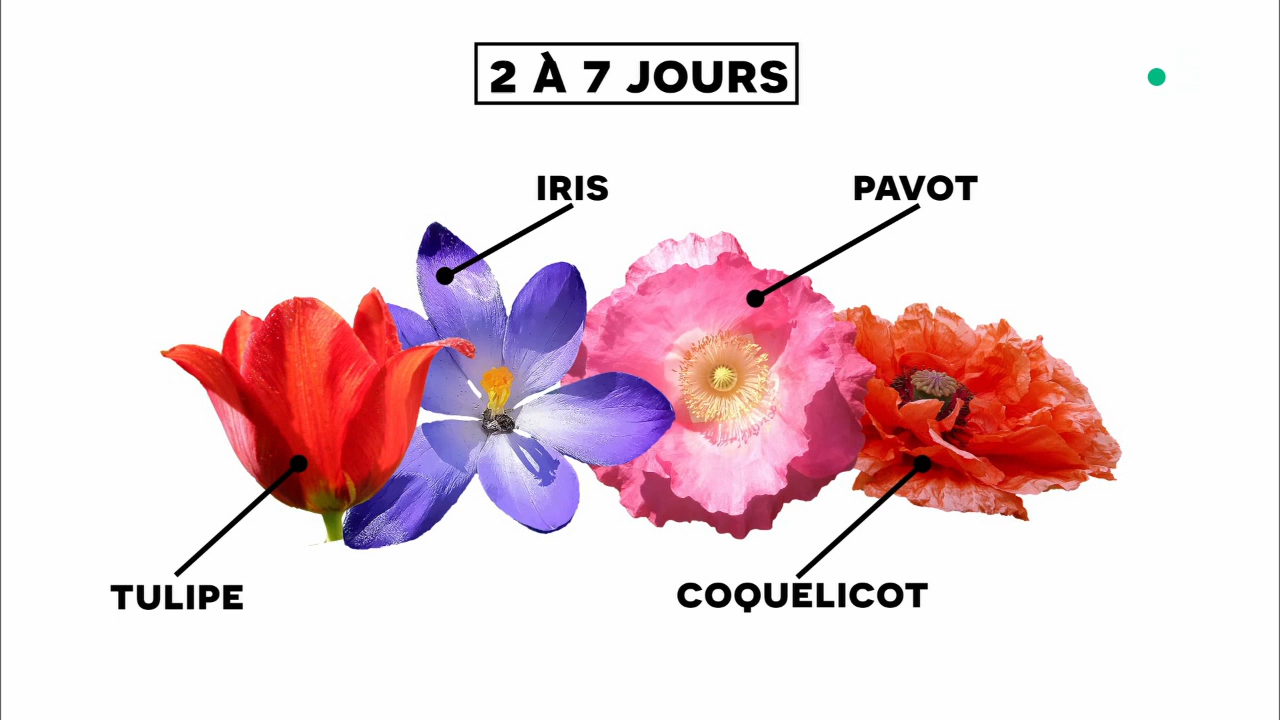 2 À 7 JOURS
IRIS
PAVOT
TULIPE
COQUELICOT